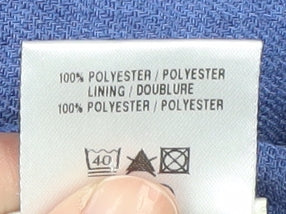 100% POLYESTER / POLYESTER
LINING / DOUBLURE
100% POLYESTER / POLYESTER
40